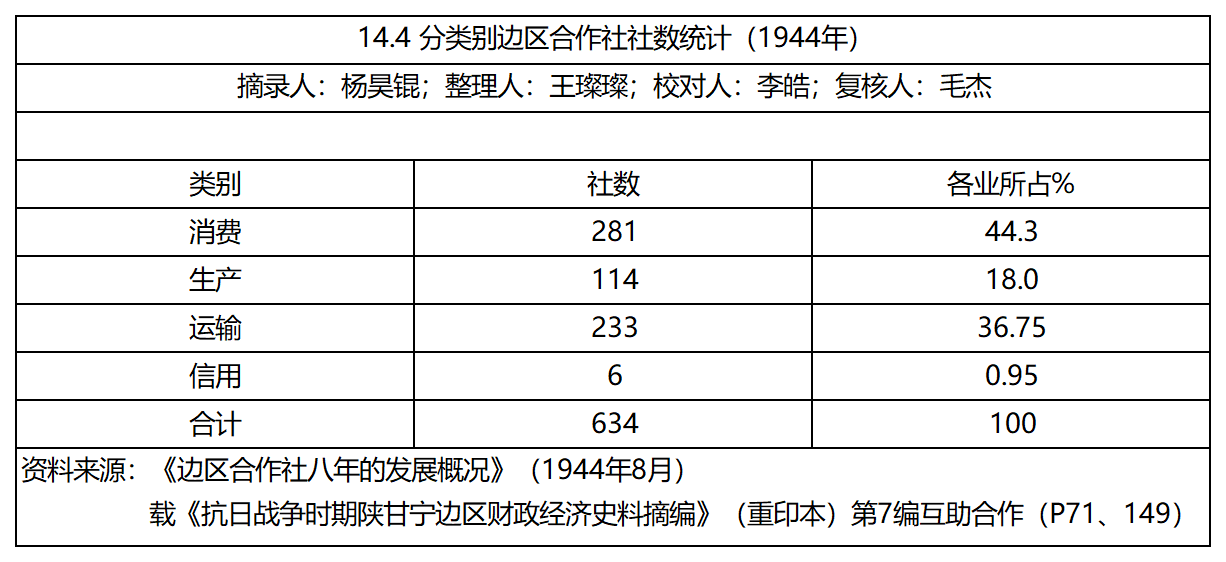 14.4 分类别边区合作社社数统计（1944年）
摘录人：杨昊锟；整理人：王璨璨；校对人：李皓；复核人：毛杰
类别 社数 各业所占%
消费 281 44.3
生产 114 18.0
运输 233 36.75
信用 6 0.95
合计 634 100
资料来源：《边区合作社八年的发展概况》（1944年8月）
载《抗日战争时期陕甘宁边区财政经济史料摘编》（重印本）第7编互助合作（P71、149）